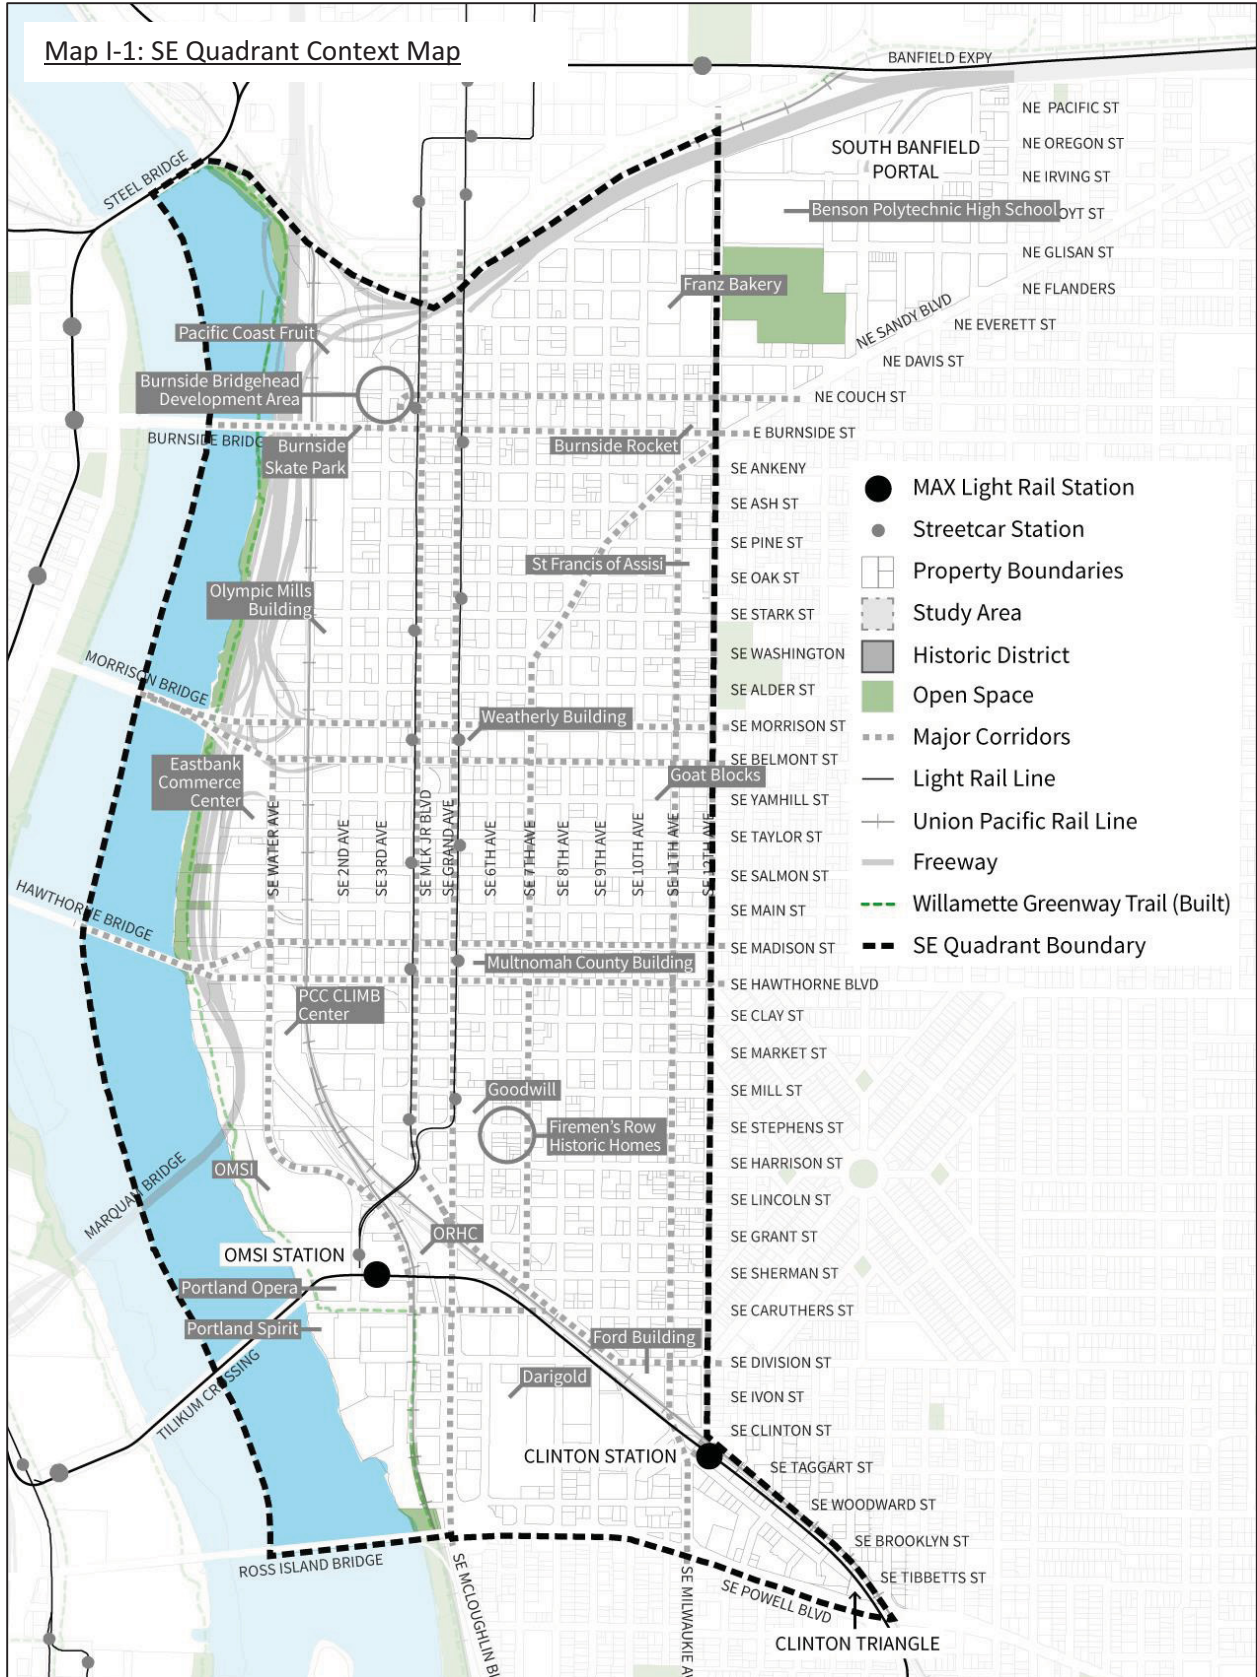 Map I-1: SE Quadrant Context Map
BANFIELD EXPY
NE PACIFIC ST
SOUTH BANFIELD
PORTAL
NE OREGON ST
STEEL BRIDGE
NE IRVING ST
Benson Polytechnic High School
OYT ST
NE GLISAN ST
Franz Bakery
NE FLANDERS
NE SANDY BLVD
NE EVERETT ST
Pacific Coast Fruit
NE DAVIS ST
Burnside Bridgehead
Development Area
NE COUCH ST
BURNSIDE BRIDG
Burnside
Skate Park
Burnside Rocket
E BURNSIDE ST
SE ANKENY
SE ASH ST
SE PINE ST
St Francis of Assisi
SE OAK ST
Olympic Mills
Building
SE STARK ST
SE WASHINGTON
MORRISON BRIDGE
SE ALDER ST
Weatherly Building
SE MORRISON ST
SE BELMONT ST
Eastbank
Commerce
Center
Goat Blocks
SE YAMHILL ST
SE WATER AVE
SE 2ND AVE
SE 3RD AVE
SE MLK JR BLVD
SE GRAND AVE
SE 6TH AVE
SE 7TH AVE
SE 8TH AVE
SE 9TH AVE
SE 10TH AVE
SE 11TH AVE
SE 12TH AVE
SE TAYLOR ST
SE SALMON ST
HAWTHORNE BRIDGE
SE MAIN ST
SE MADISON ST
Multnomah County Building
SE HAWTHORNE BLVD
PCC CLIMB
Center
SE CLAY ST
SE MARKET ST
Goodwill
SE MILL ST
Firemen's Row
Historic Homes
SE STEPHENS ST
MARQUAM BRIDGE
OMSI
SE HARRISON ST
SE LINCOLN ST
ORHC
SE GRANT ST
OMSI STATION
SE SHERMAN ST
Portland Opera
SE CARUTHERS ST
Portland Spirit
Ford Building
SE DIVISION ST
TILIKUM CROSSING
Darigold
SE IVON ST
SE CLINTON ST
CLINTON STATION
SE TAGGART ST
SE WOODWARD ST
SE BROOKLYN ST
ROSS ISLAND BRIDGE
SE TIBBETTS ST
SE MCLOUGHLIN BL
SE MILWAUKIE AV
SE POWELL BLVD
CLINTON TRIANGLE
MAX Light Rail Station
Streetcar Station
Property Boundaries
Study Area
Historic District
Open Space
Major Corridors
Light Rail Line
Union Pacific Rail Line
Freeway
Willamette Greenway Trail (Built)
SE Quadrant Boundary